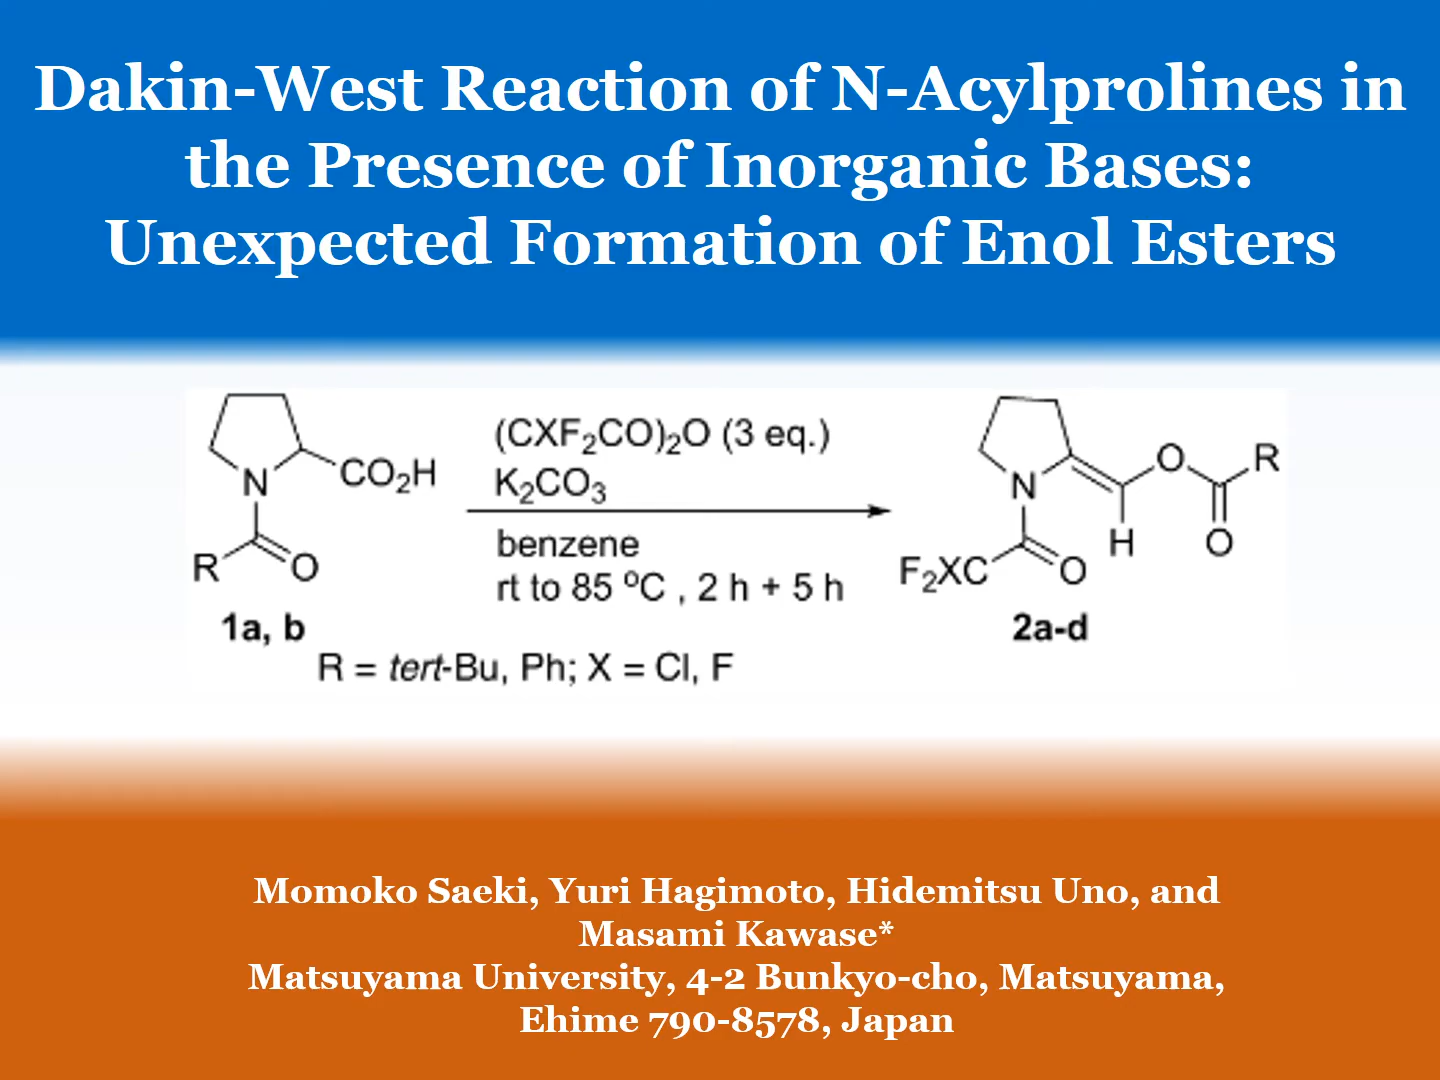 Dakin-West Reaction of N-Acylprolines in
the Presence of Inorganic Bases:
Unexpected Formation of Enol Esters
N
CO₂H
R
O
1a, b
(CXF₂CO)₂O (3 eq.)
K₂CO₃
benzene
rt to 85 ºC , 2 h + 5 h
N
O
R
H
O
F₂XC
O
2a-d
R = tert-Bu, Ph; X = Cl, F
Momoko Saeki, Yuri Hagimoto, Hidemitsu Uno, and
Masami Kawase*
Matsuyama University, 4-2 Bunkyo-cho, Matsuyama,
Ehime 790-8578, Japan